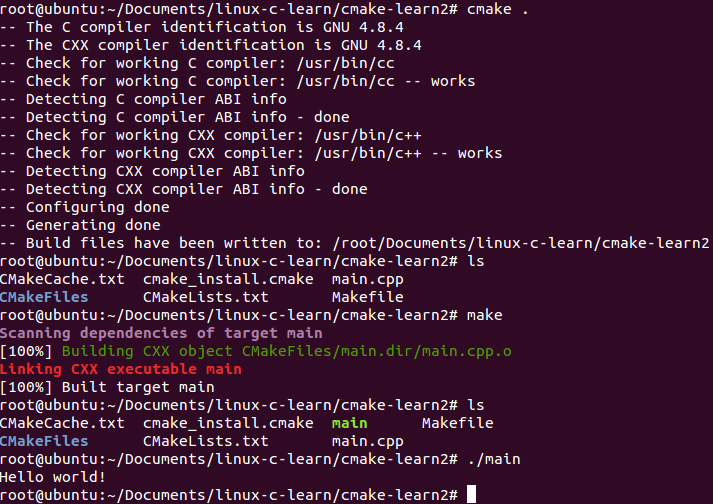 root@ubuntu:~/Documents/linux-c-learn/cmake-learn2# cmake .
-- The C compiler identification is GNU 4.8.4
-- The CXX compiler identification is GNU 4.8.4
-- Check for working C compiler: /usr/bin/cc
-- Check for working C compiler: /usr/bin/cc -- works
-- Detecting C compiler ABI info
-- Detecting C compiler ABI info - done
-- Check for working CXX compiler: /usr/bin/c++
-- Check for working CXX compiler: /usr/bin/c++ -- works
-- Detecting CXX compiler ABI info
-- Detecting CXX compiler ABI info - done
-- Configuring done
-- Generating done
-- Build files have been written to: /root/Documents/linux-c-learn/cmake-learn2
root@ubuntu:~/Documents/linux-c-learn/cmake-learn2# ls
CMakeCache.txt  cmake_install.cmake  main.cpp
CMakeFiles      CMakeLists.txt       Makefile
root@ubuntu:~/Documents/linux-c-learn/cmake-learn2# make
Scanning dependencies of target main
[100%] Building CXX object CMakeFiles/main.dir/main.cpp.o
Linking CXX executable main
[100%] Built target main
root@ubuntu:~/Documents/linux-c-learn/cmake-learn2# ls
CMakeCache.txt  cmake_install.cmake  main      Makefile
CMakeFiles      CMakeLists.txt       main.cpp
root@ubuntu:~/Documents/linux-c-learn/cmake-learn2# ./main
Hello world!
root@ubuntu:~/Documents/linux-c-learn/cmake-learn2#